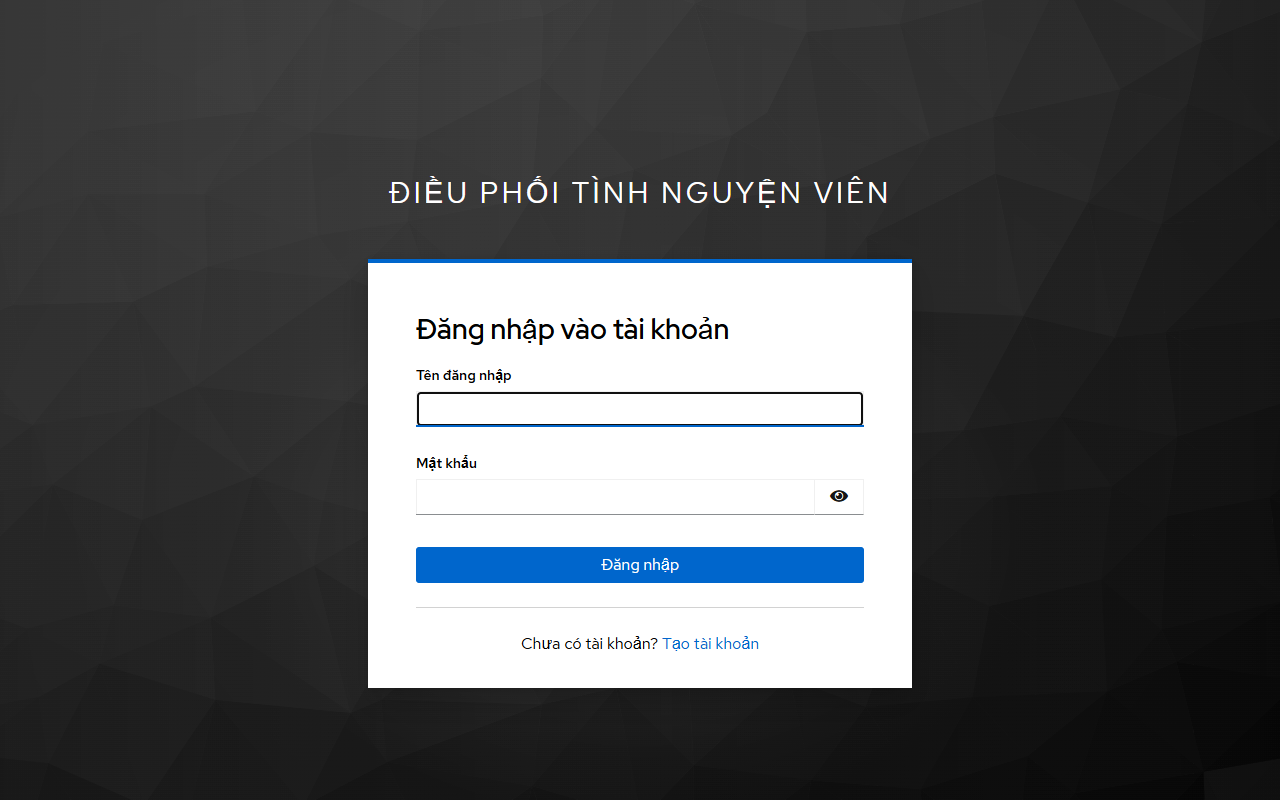 ĐIỀU PHỐI TÌNH NGUYỆN VIÊN
Đăng nhập vào tài khoản
Tên đăng nhập
Mật khẩu
Đăng nhập
Chưa có tài khoản? Tạo tài khoản